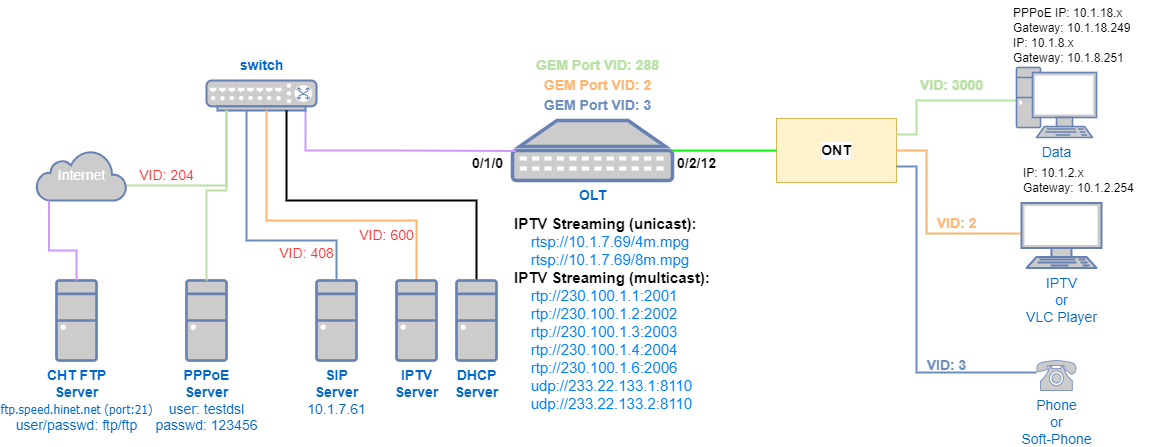 PPPoE IP: 10.1.18.x
Gateway: 10.1.18.249
IP: 10.1.8.x
Gateway: 10.1.8.251
switch
GEM Port VID: 288
GEM Port VID: 2
GEM Port VID: 3
VID: 3000
0/1/0
0/2/12
ONT
Data
Internet
VID: 204
OLT
IP: 10.1.2.x
Gateway: 10.1.2.254
VID: 600
VID: 408
IPTV Streaming (unicast):
rtsp://10.1.7.69/4m.mpg
rtsp://10.1.7.69/8m.mpg
IPTV Streaming (multicast):
rtp://230.100.1.1:2001
rtp://230.100.1.2:2002
rtp://230.100.1.3:2003
rtp://230.100.1.4:2004
rtp://230.100.1.6:2006
udp://233.22.133.1:8110
udp://233.22.133.2:8110
VID: 2
IPTV
or
VLC Player
VID: 3
Phone
or
Soft-Phone
CHT FTP
Server
ftp.speed.hinet.net (port:21)
user/passwd: ftp/ftp
PPPoE
Server
user: testdsl
passwd: 123456
SIP
Server
10.1.7.61
IPTV
Server
DHCP
Server